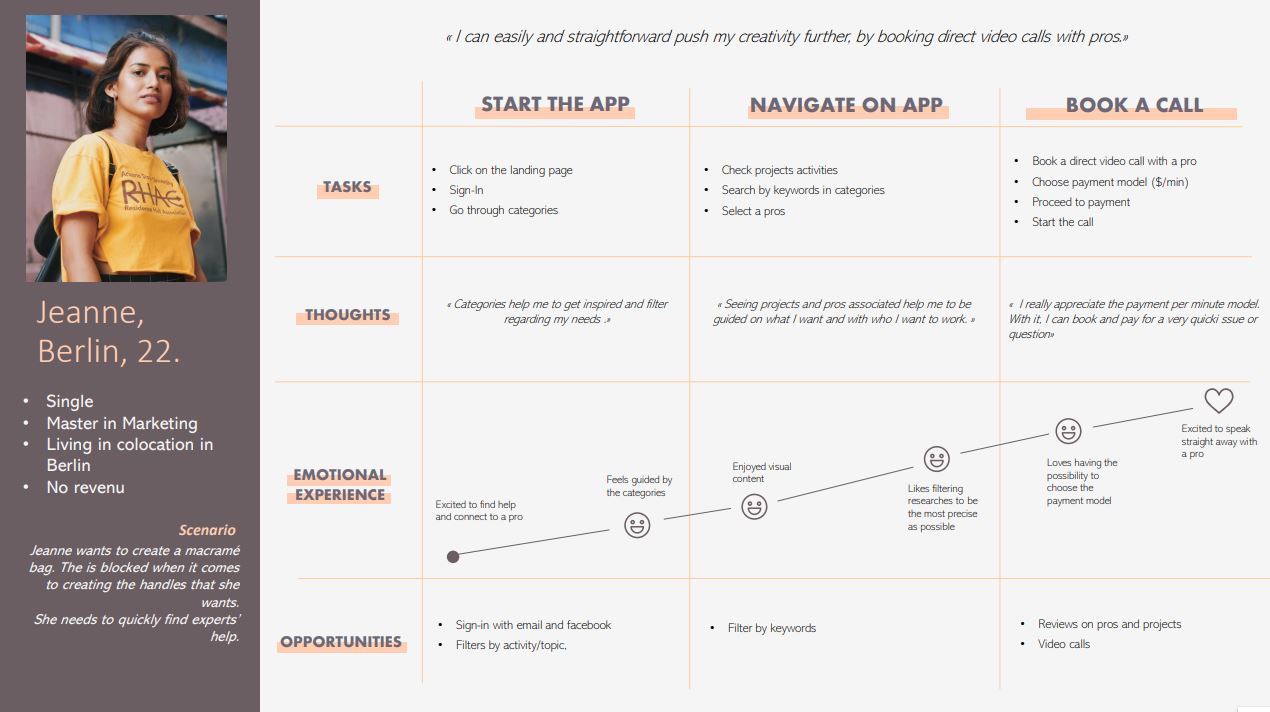 « I can easily and straightforward push my creativity further, by booking direct video calls with pros.»
START THE APP
NAVIGATE ON APP
BOOK A CALL
RHAC
Residence Hall Association
Jeanne,
Berlin, 22.
• Single
• Master in Marketing
• Living in colocation in
Berlin
• No revenu
Scenario
Jeanne wants to create a macramé
bag. The is blocked when it comes
to creating the handles that she
wants.
She needs to quickly find experts'
help.
TASKS
• Click on the landing page
• Sign-In
• Go through categories
• Check projects activities
• Search by keywords in categories
• Select a pros
• Book a direct video call with a pro
• Choose payment model ($/min)
• Proceed to payment
• Start the call
THOUGHTS
« Categories help me to get inspired and filter
regarding my needs .»
« Seeing projects and pros associated help me to be
guided on what I want and with who I want to work. »
« I really appreciate the payment per minute model.
With it, I can book and pay for a very quicki ssue or
question»
EMOTIONAL
EXPERIENCE
Excited to find help
and connect to a pro
Feels guided by
the categories
Enjoyed visual
content
Likes filtering
researches to be
the most precise
as possible
Loves having the
possibility to
choose the
payment model
Excited to speak
straight away with
a pro
OPPORTUNITIES
• Sign-in with email and facebook
• Filters by activity/topic,
• Filter by keywords
• Reviews on pros and projects
• Video calls